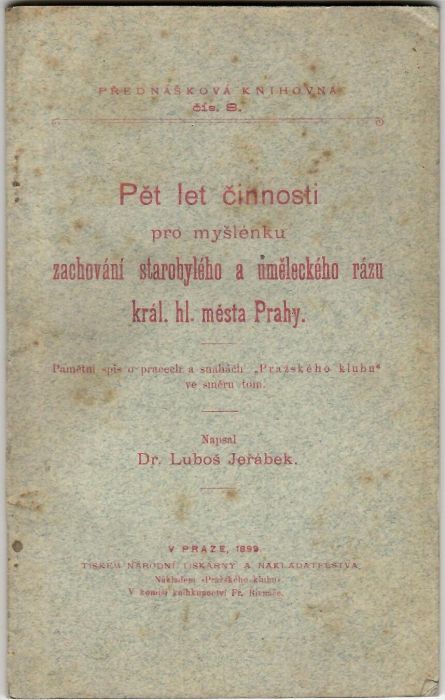 PŘEDNÁŠKOVÁ KNIHOVNA
čís. 8.
Pět let činnosti
pro myšlénku
zachování starobylého a uměleckého rázu
král. hl. města Prahy.
Pamětní spis o pracech a snahách „Pražského klubu“
ve směru tom.
Napsal
Dr. Luboš Jeřábek.
V PRAZE, 1899.
TISKEM NÁRODNÍ TISKÁRNY A NAKLADATELSTVA.
Nákladem »Pražského klubu«.
V komisi knihkupectví Fr. Řivnáče.